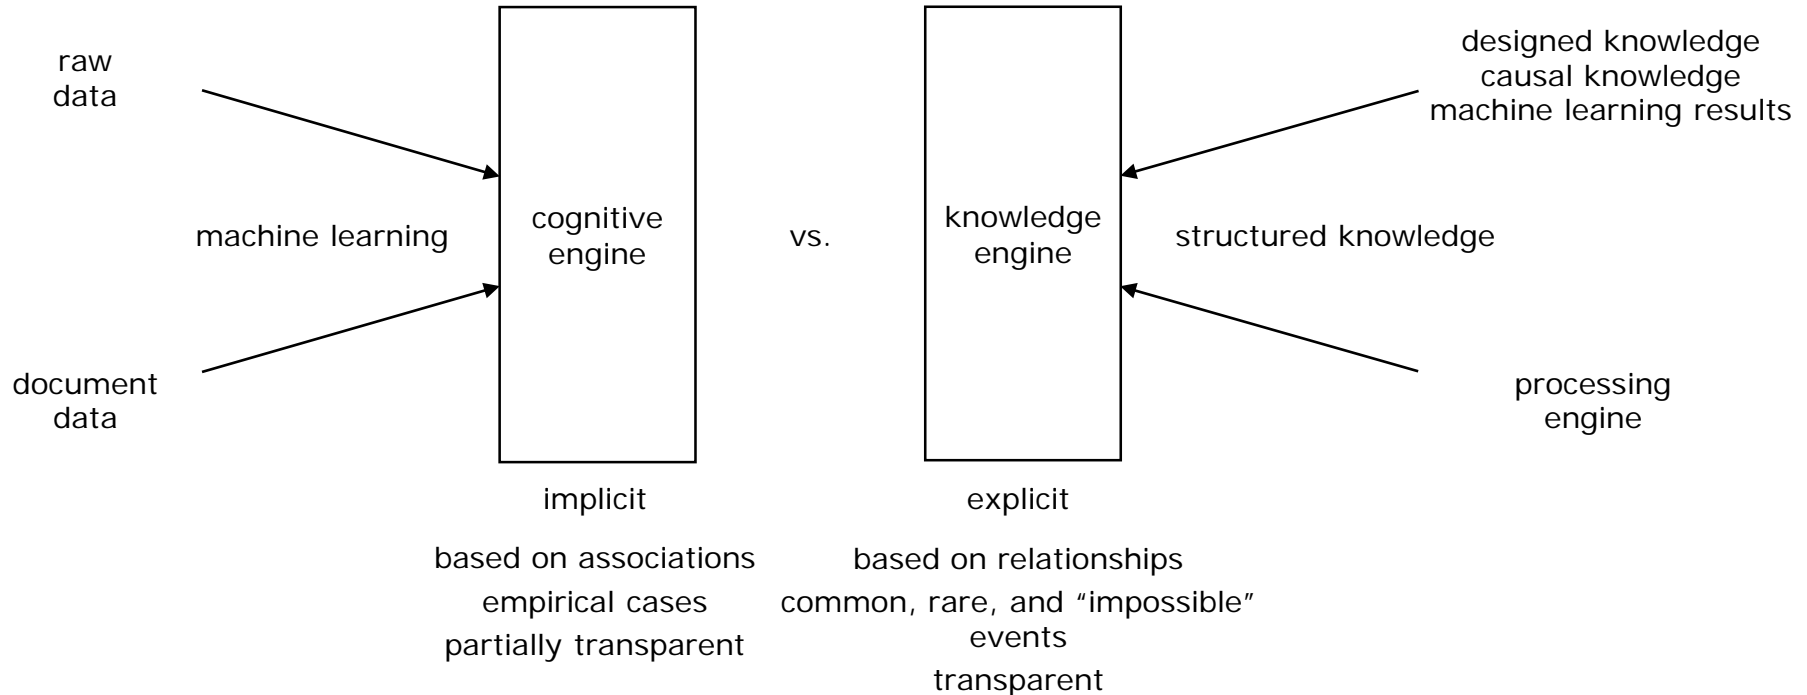 raw
data
machine learning
document
data
cognitive
engine
vs.
knowledge
engine
designed knowledge
causal knowledge
machine learning results
structured knowledge
processing
engine
implicit
based on associations
empirical cases
partially transparent
explicit
based on relationships
common, rare, and “impossible”
events
transparent